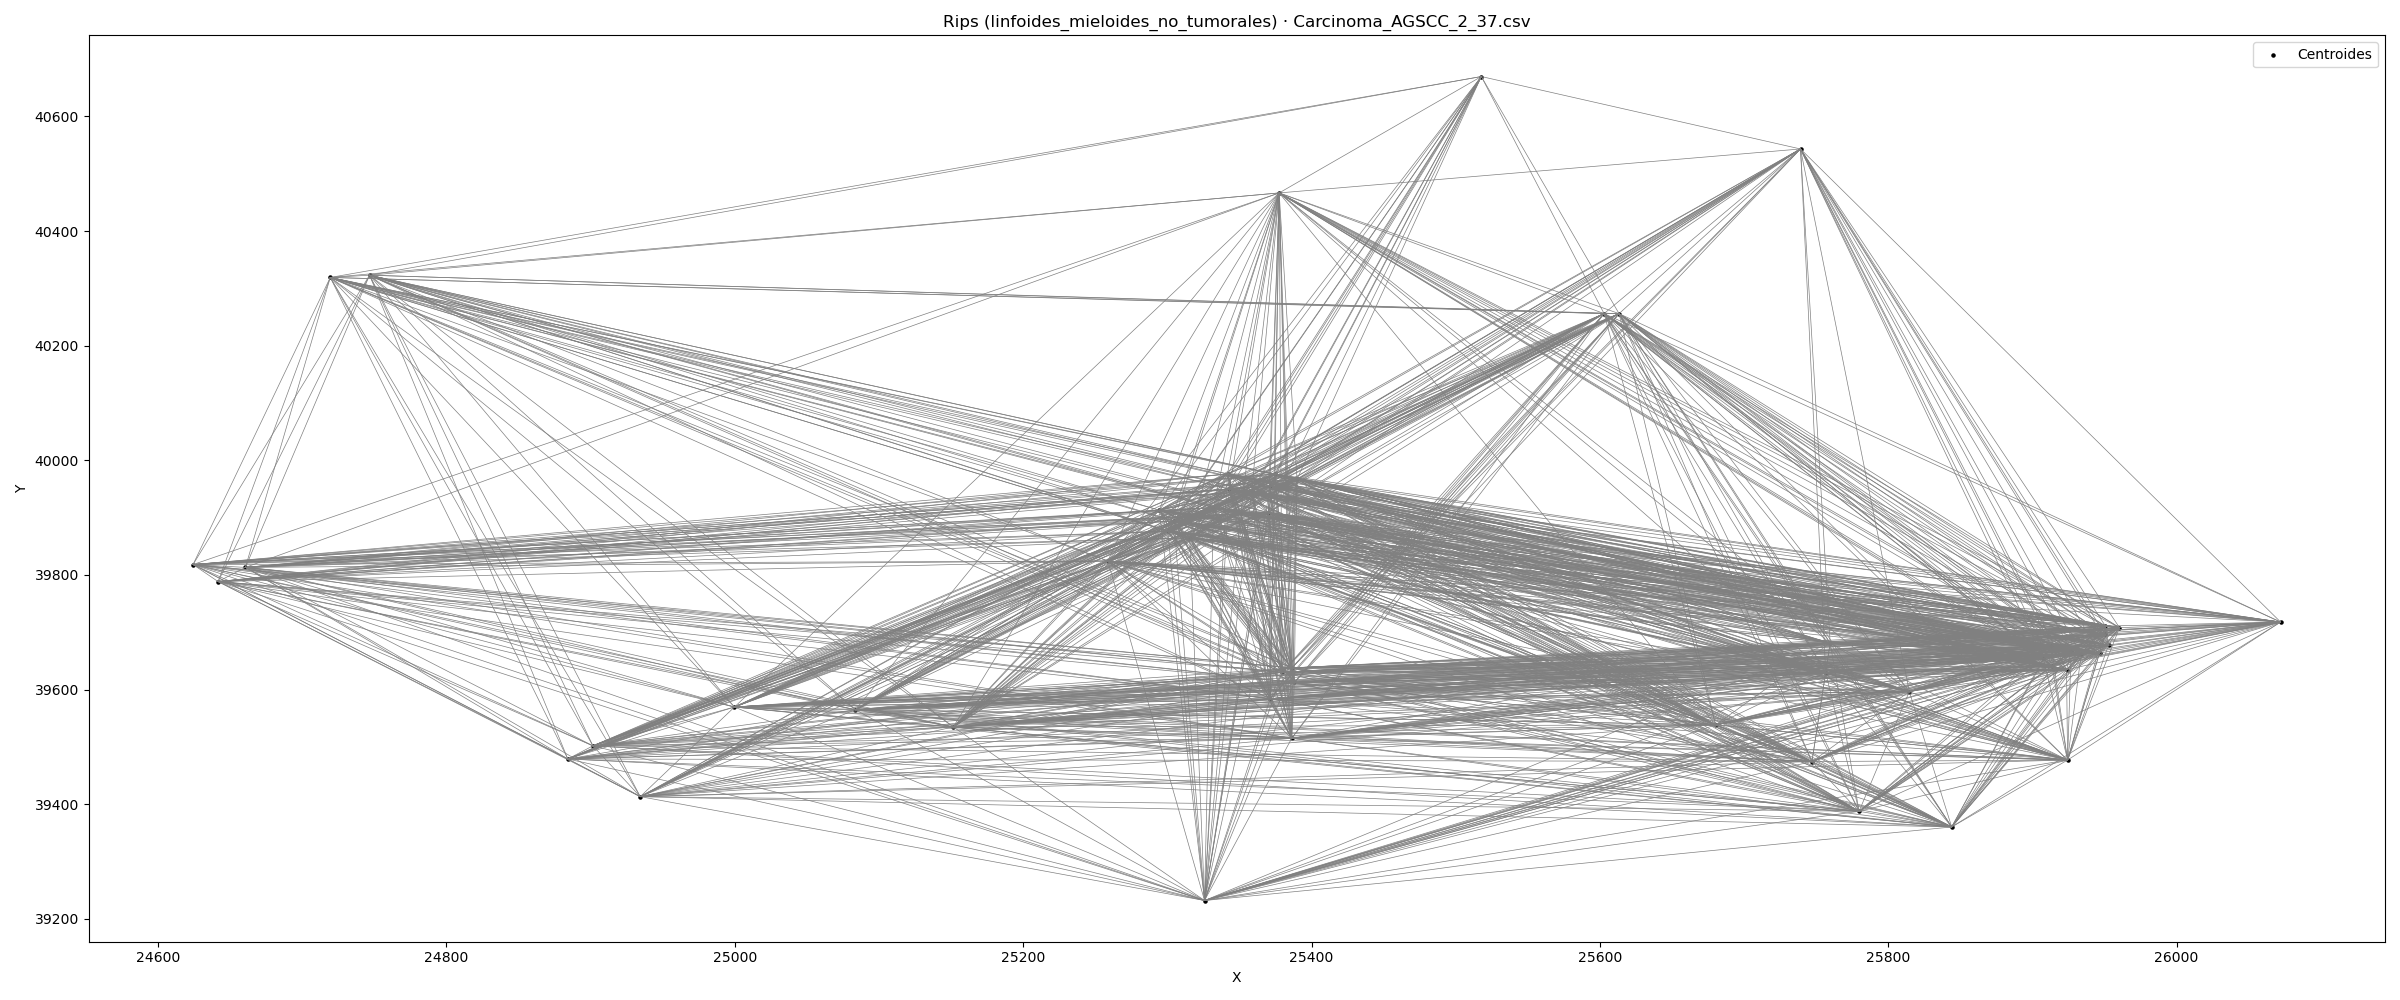 Rips (linfoides_mieloides_no_tumorales) · Carcinoma_AGSCC_2_37.csv
Centroides
40600
40400
40200
40000
39800
39600
39400
39200
Y
24600 24800 25000 25200 25400 25600 25800 26000
X